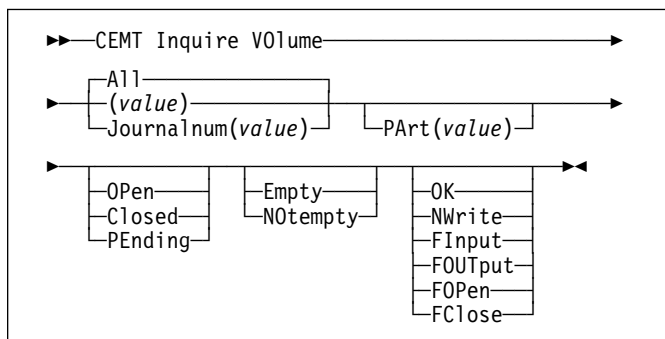 CEMT Inquire VOlume
All
(value)
Journalnum(value)
PArt(value)
OPen
Closed
PEnding
Empty
NOtempty
OK
NWrite
FInput
FOUTput
FOPen
FClose